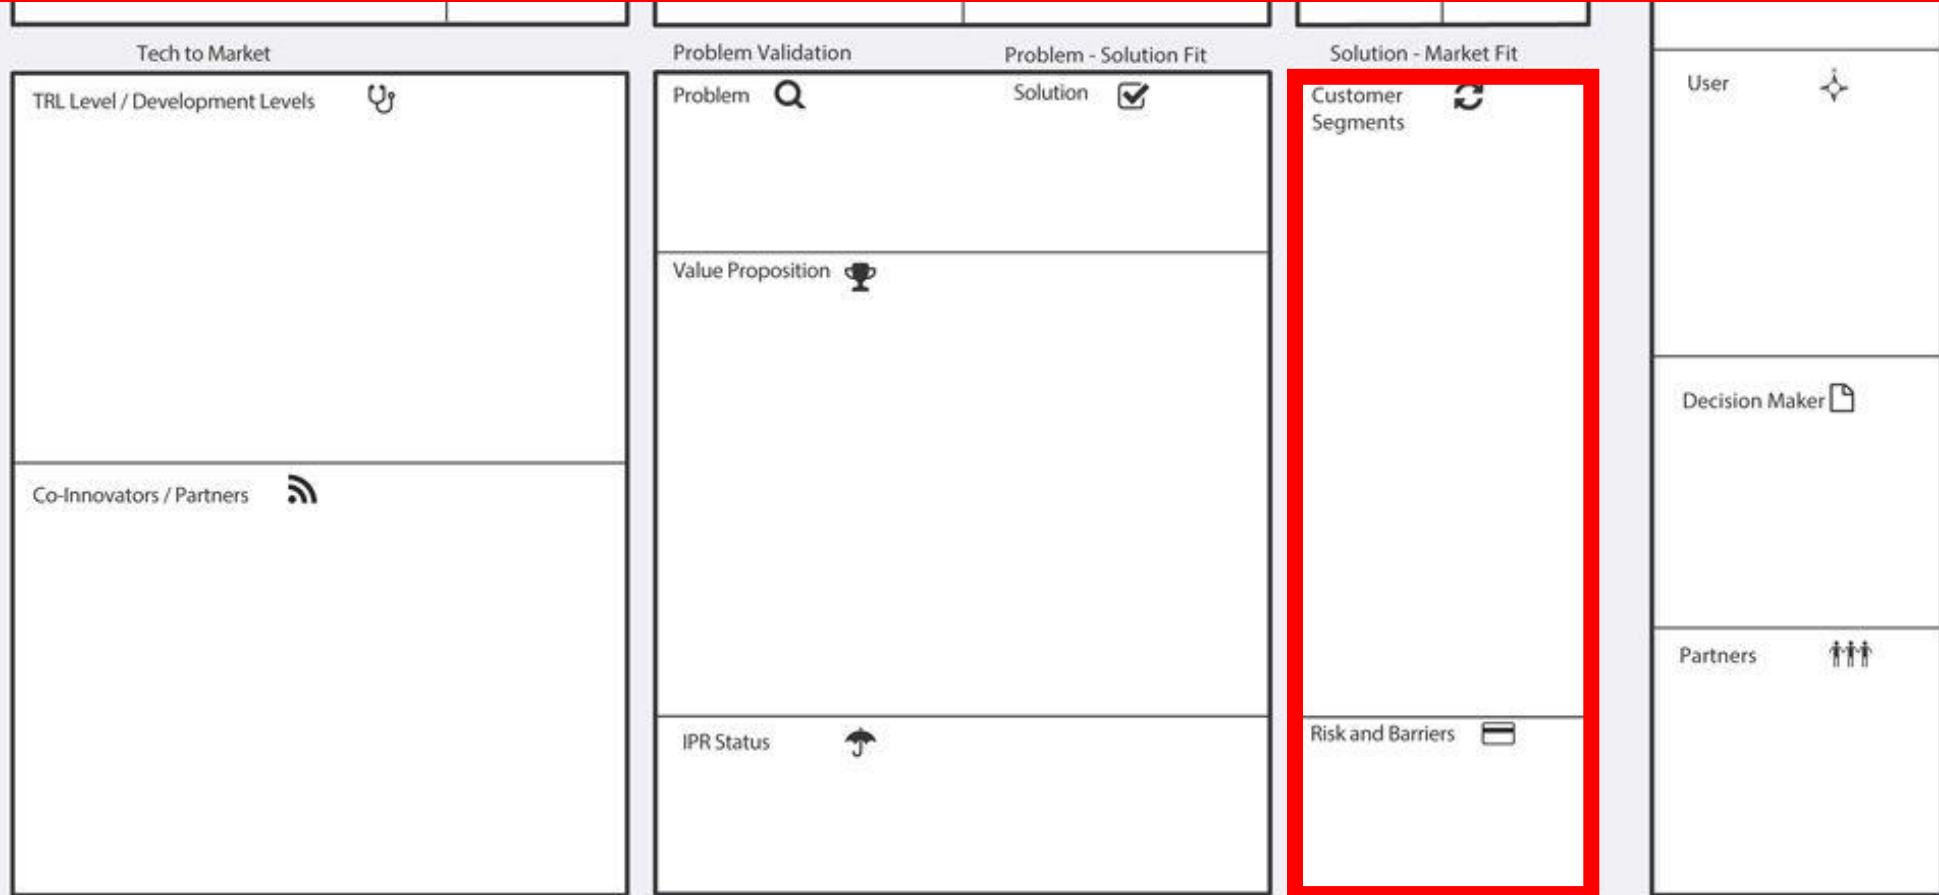 Tech to Market
TRL Level / Development Levels
Co-Innovators / Partners
Problem Validation
Problem - Solution Fit
Problem
Solution
Value Proposition
IPR Status
Solution - Market Fit
Customer
Segments
Risk and Barriers
User
Decision Maker
Partners